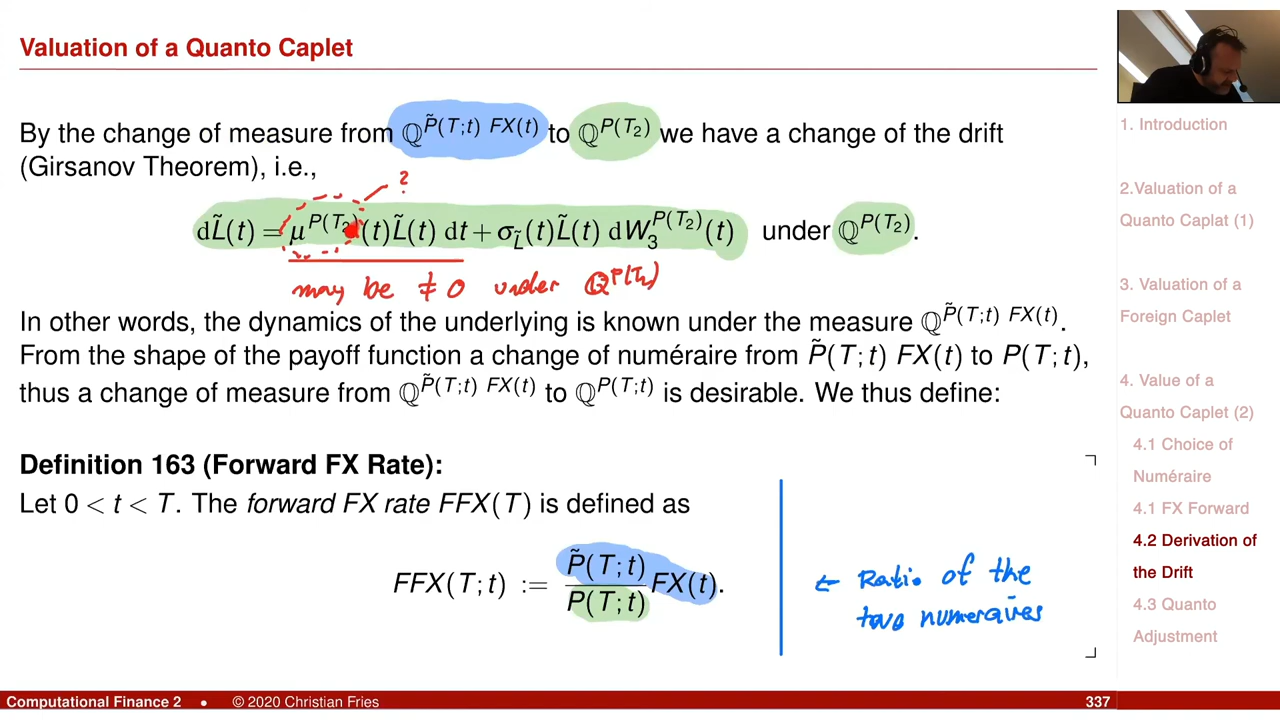 Valuation of a Quanto Caplet
By the change of measure from ℚ^{P̃(T;t) FX(t)} to ℚ^{P(T₂)} we have a change of the drift
(Girsanov Theorem), i.e.,
?
dL̃(t) = μ^{P(T₂)}(t)L̃(t) dt + σ_{L̃}(t)L̃(t) dW₃^{P(T₂)}(t) under ℚ^{P(T₂)}.
may be ≠ 0 under ℚ^{P(T₂)}
In other words, the dynamics of the underlying is known under the measure ℚ^{P̃(T;t) FX(t)}.
From the shape of the payoff function a change of numéraire from P̃(T;t) FX(t) to P(T;t),
thus a change of measure from ℚ^{P̃(T;t) FX(t)} to ℚ^{P(T;t)} is desirable. We thus define:
Definition 163 (Forward FX Rate):
Let 0 < t < T. The forward FX rate FFX(T) is defined as
FFX(T;t) := P̃(T;t)/P(T;t) FX(t).
← Ratio of the
two numeraires
1. Introduction
2.Valuation of a
Quanto Caplat (1)
3. Valuation of a
Foreign Caplet
4. Value of a
Quanto Caplet (2)
4.1 Choice of
Numéraire
4.1 FX Forward
4.2 Derivation of
the Drift
4.3 Quanto
Adjustment
Computational Finance 2 • © 2020 Christian Fries 337